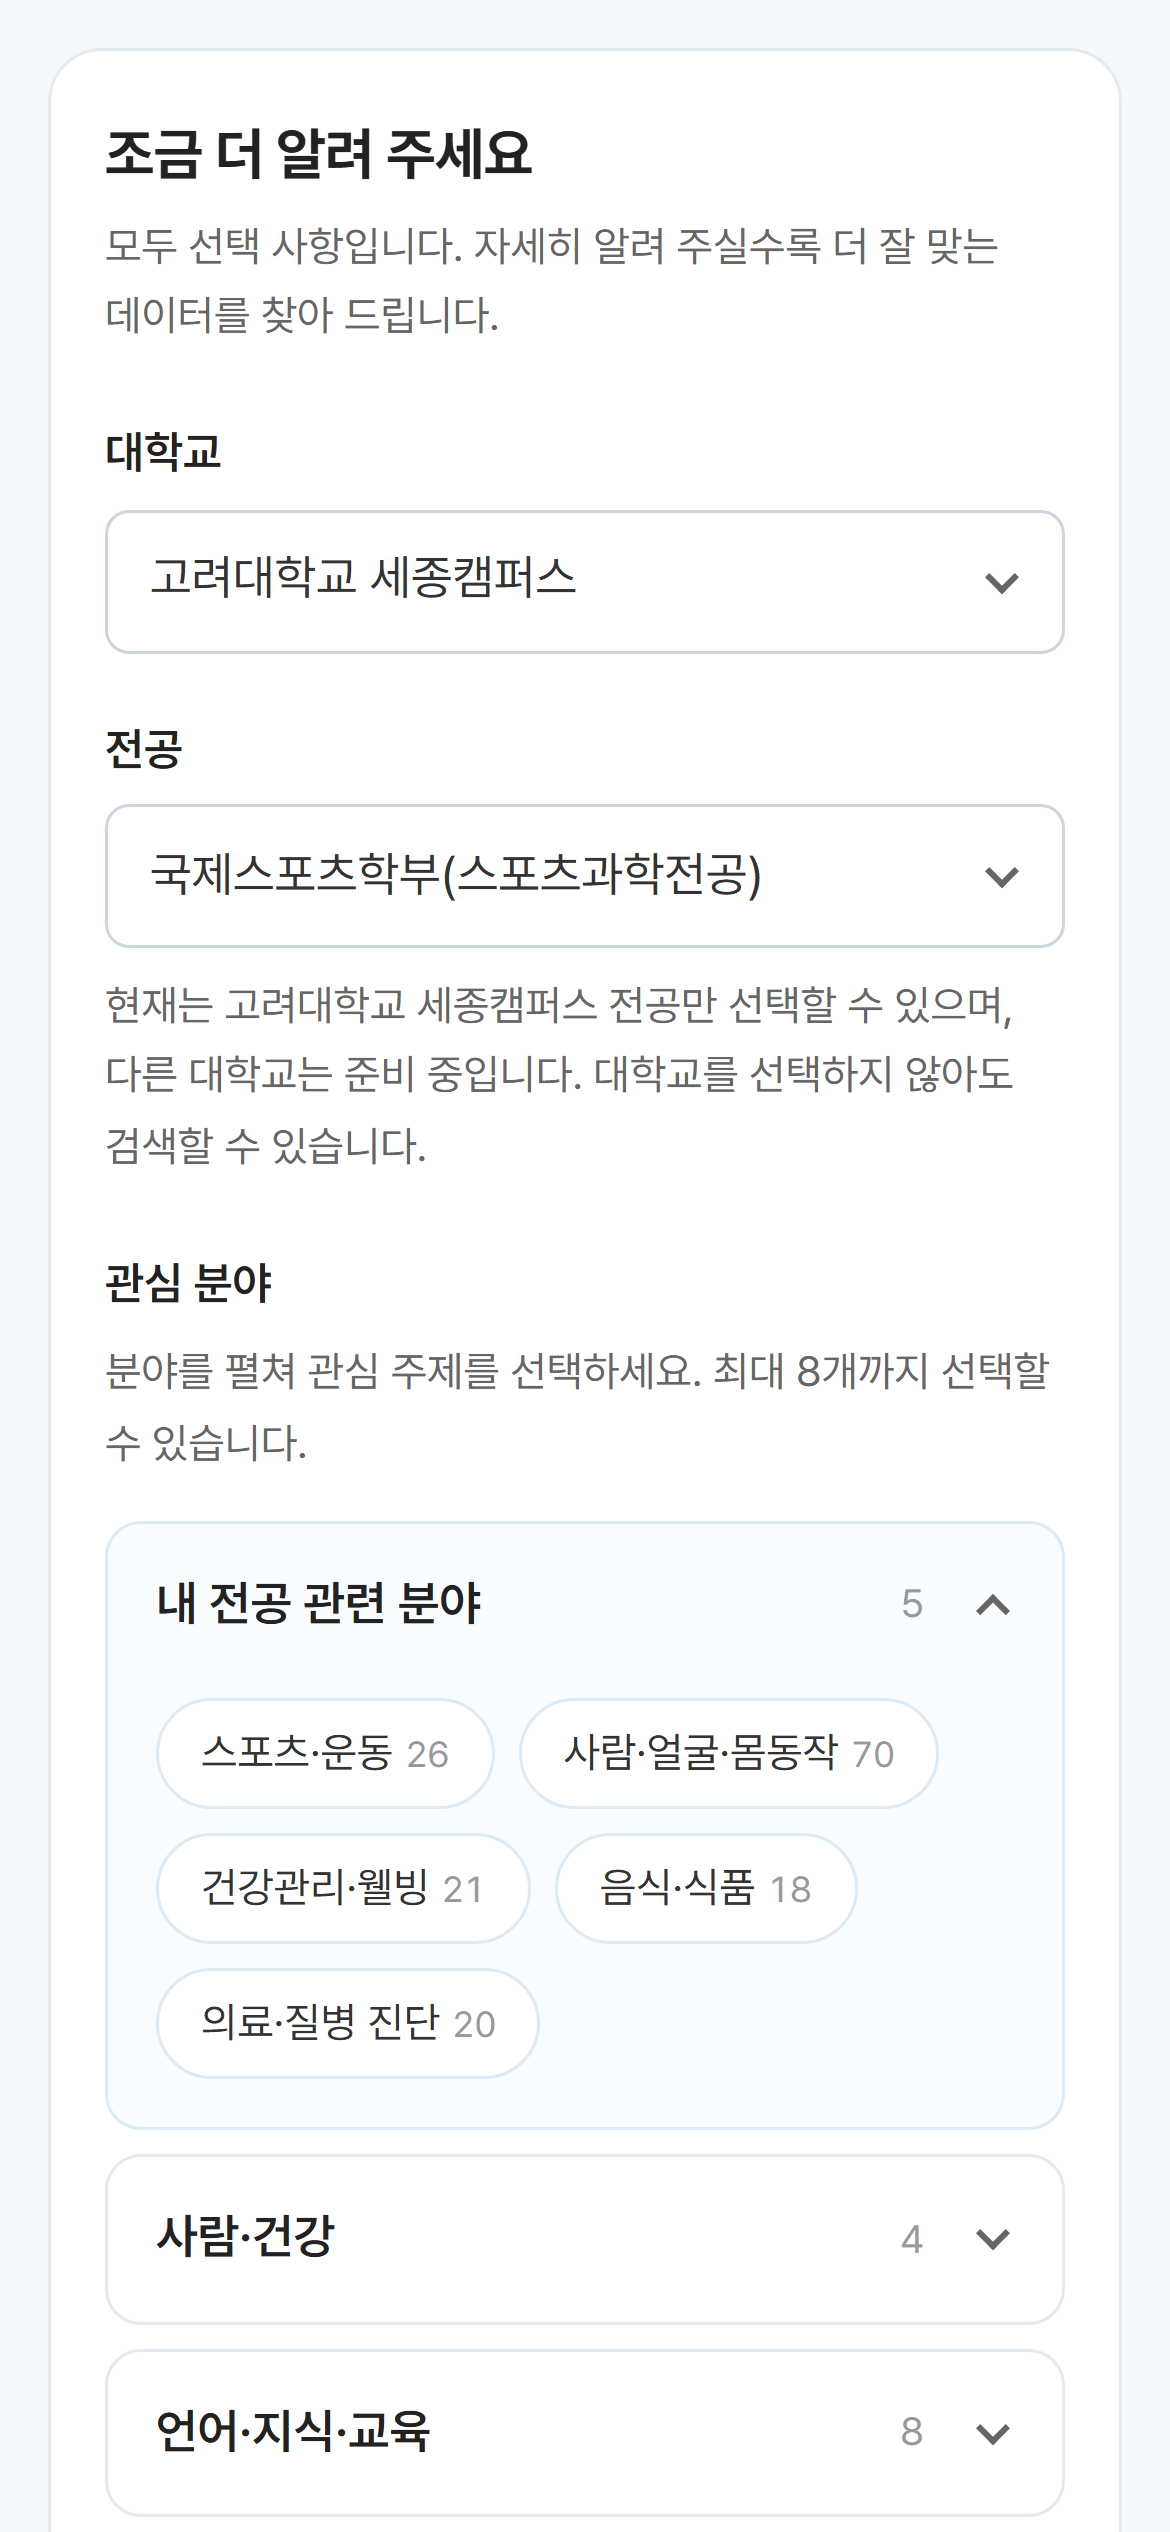 조금 더 알려 주세요
모두 선택 사항입니다. 자세히 알려 주실수록 더 잘 맞는
데이터를 찾아 드립니다.
대학교
고려대학교 세종캠퍼스
전공
국제스포츠학부(스포츠과학전공)
현재는 고려대학교 세종캠퍼스 전공만 선택할 수 있으며,
다른 대학교는 준비 중입니다. 대학교를 선택하지 않아도
검색할 수 있습니다.
관심 분야
분야를 펼쳐 관심 주제를 선택하세요. 최대 8개까지 선택할
수 있습니다.
내 전공 관련 분야 5
스포츠·운동 26 사람·얼굴·몸동작 70
건강관리·웰빙 21 음식·식품 18
의료·질병 진단 20
사람·건강 4
언어·지식·교육 8